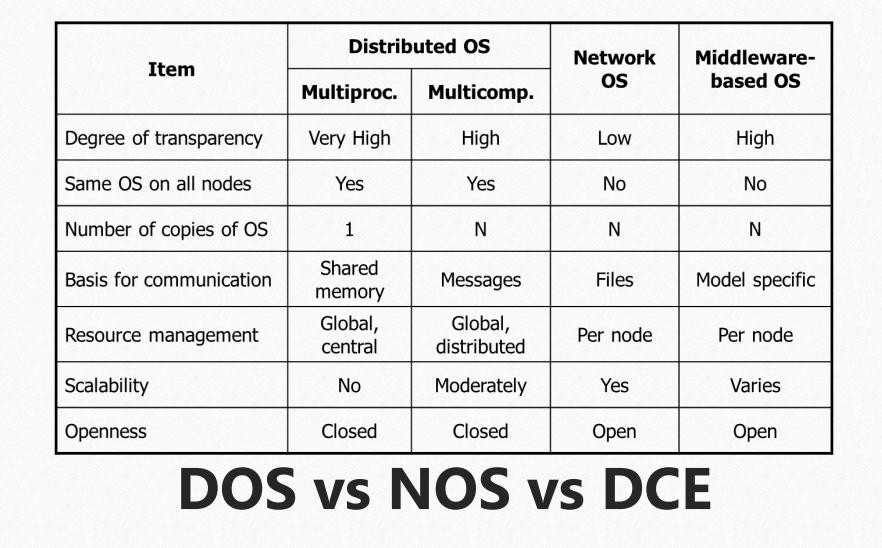 Item
Distributed OS
Network
OS
Middleware-
based OS
Multiproc.
Multicomp.
Degree of transparency Very High High Low High
Same OS on all nodes Yes Yes No No
Number of copies of OS 1 N N N
Basis for communication Shared
memory Messages Files Model specific
Resource management Global,
central Global,
distributed Per node Per node
Scalability No Moderately Yes Varies
Openness Closed Closed Open Open
DOS vs NOS vs DCE